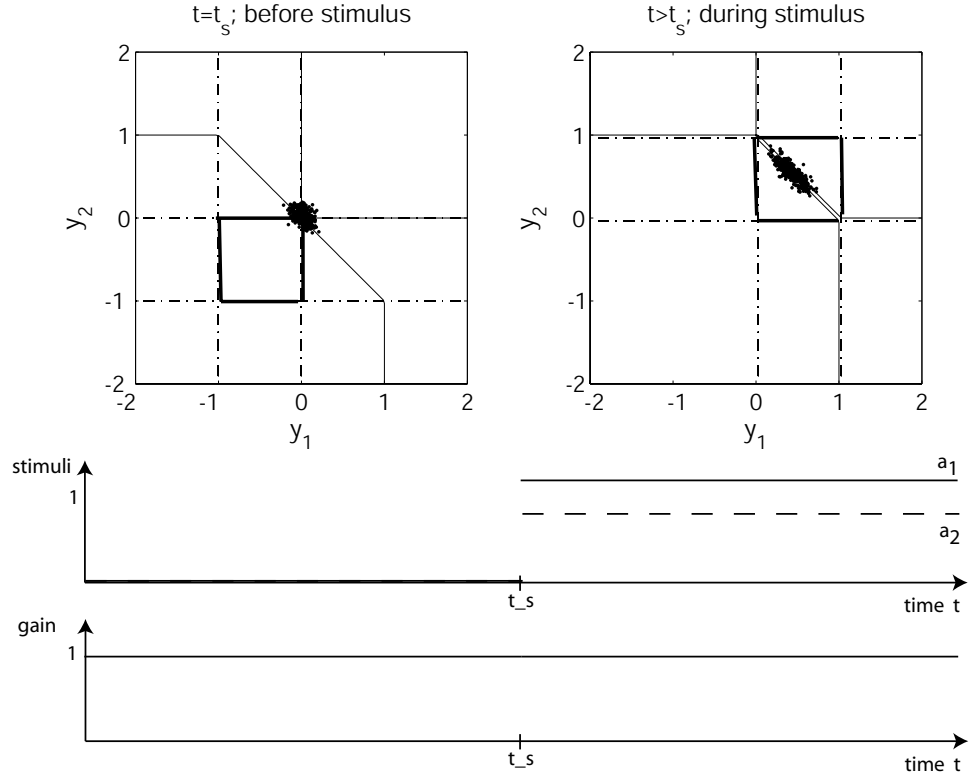 t=t_s; before stimulus
t>t_s; during stimulus
2
1
0
-1
-2
y_2
-2
-1
0
1
2
y_1
2
1
0
-1
-2
y_2
-2
-1
0
1
2
y_1
stimuli
1
a_1
a_2
t_s
time t
gain
1
t_s
time t